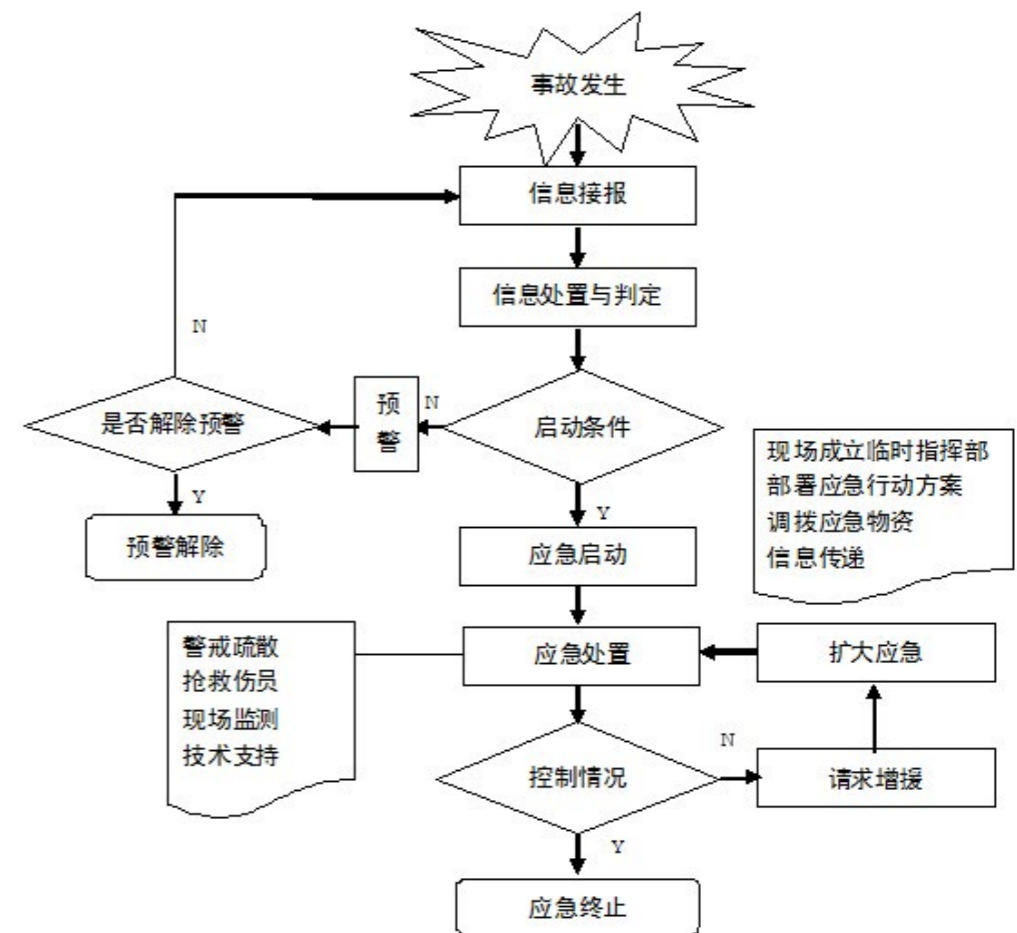 事故发生
信息接报
信息处置与判定
N
是否解除预警
预
警
N
启动条件
Y
预警解除
Y
应急启动
现场成立临时指挥部
部署应急行动方案
调拨应急物资
信息传递
警戒疏散
抢救伤员
现场监测
技术支持
应急处置
扩大应急
控制情况
N
请求增援
Y
应急终止